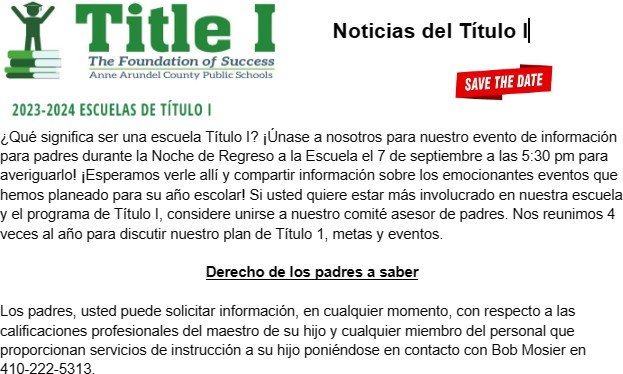 Title I
The Foundation of Success
Anne Arundel County Public Schools
Noticias del Título I
SAVE THE DATE
2023-2024 ESCUELAS DE TÍTULO I
¿Qué significa ser una escuela Título I? ¡Únase a nosotros para nuestro evento de información
para padres durante la Noche de Regreso a la Escuela el 7 de septiembre a las 5:30 pm para
averiguarlo! ¡Esperamos verle allí y compartir información sobre los emocionantes eventos que
hemos planeado para su año escolar! Si usted quiere estar más involucrado en nuestra escuela
y el programa de Título I, considere unirse a nuestro comité asesor de padres. Nos reunimos 4
veces al año para discutir nuestro plan de Título 1, metas y eventos.
Derecho de los padres a saber
Los padres, usted puede solicitar información, en cualquier momento, con respecto a las
calificaciones profesionales del maestro de su hijo y cualquier miembro del personal que
proporcionan servicios de instrucción a su hijo poniéndose en contacto con Bob Mosier en
410-222-5313.